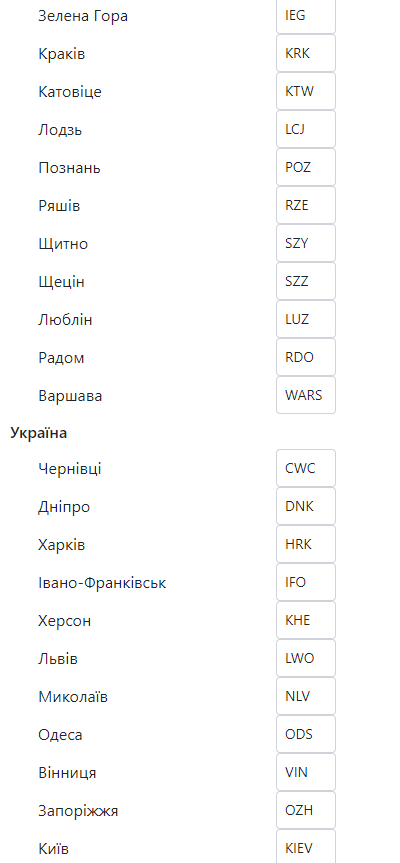 Зелена Гора IEG
Краків KRK
Катовіце KTW
Лодзь LCJ
Познань POZ
Ряшів RZE
Щитно SZY
Щецін SZZ
Люблін LUZ
Радом RDO
Варшава WARS
Україна
Чернівці CWC
Дніпро DNK
Харків HRK
Івано-Франківськ IFO
Херсон KHE
Львів LWO
Миколаїв NLV
Одеса ODS
Вінниця VIN
Запоріжжя OZH
Київ KIEV